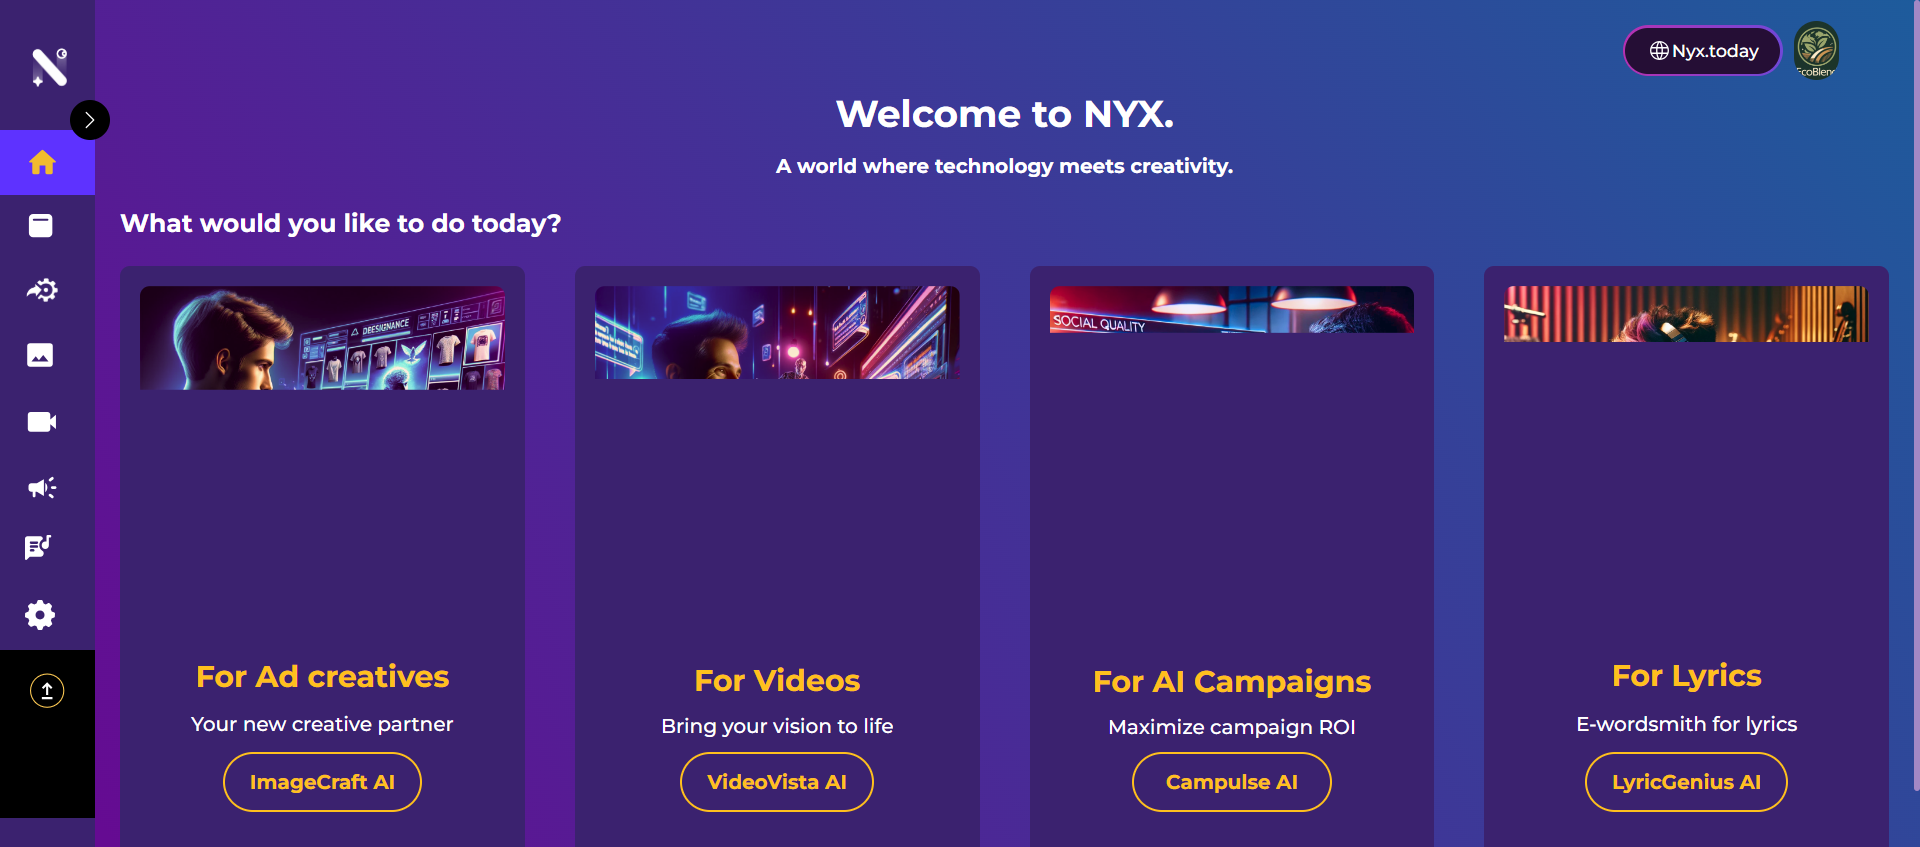 Nyx.today
EcoBlend
Welcome to NYX.
A world where technology meets creativity.
What would you like to do today?
DEESIGNANCE
SOCIAL QUALITY
For Ad creatives
Your new creative partner
ImageCraft AI
For Videos
Bring your vision to life
VideoVista AI
For AI Campaigns
Maximize campaign ROI
Campulse AI
For Lyrics
E-wordsmith for lyrics
LyricGenius AI